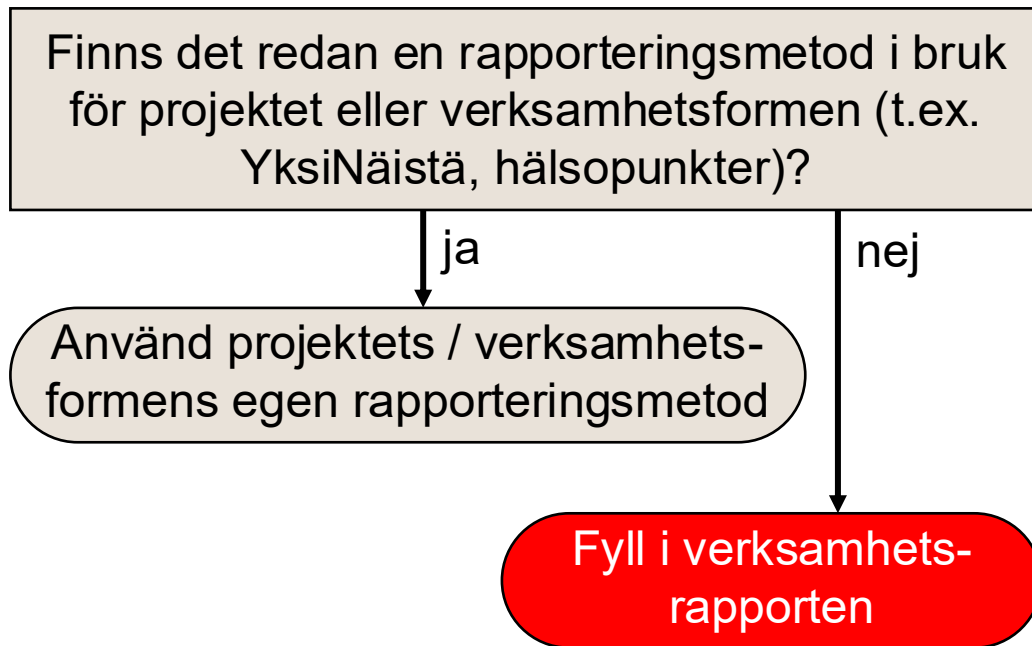 Finns det redan en rapporteringsmetod i bruk
för projektet eller verksamhetsformen (t.ex.
YksiNäistä, hälsopunkter)?
ja
nej
Använd projektets / verksamhets-
formens egen rapporteringsmetod
Fyll i verksamhets-
rapporten